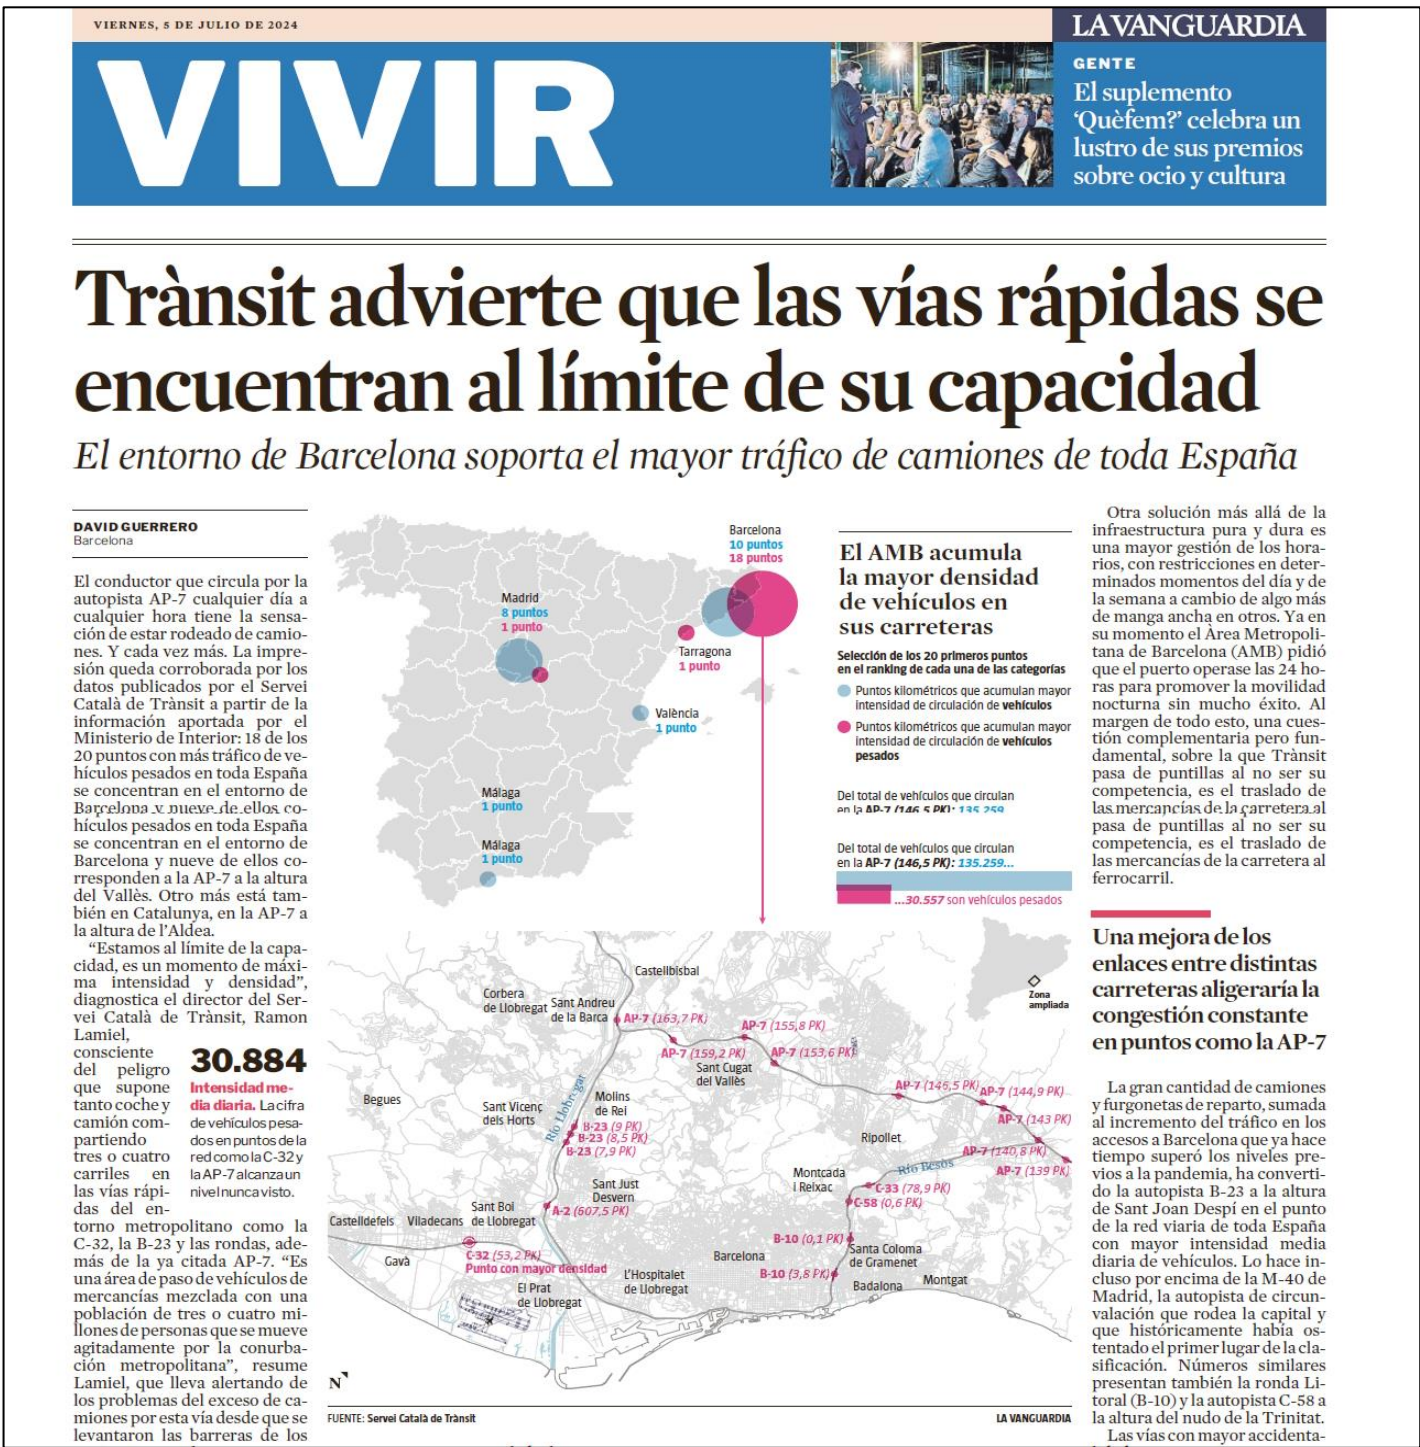 VIERNES, 5 DE JULIO DE 2024
LA VANGUARDIA
VIVIR
GENTE
El suplemento
‘Quèfem?’ celebra un
lustro de sus premios
sobre ocio y cultura
Trànsit advierte que las vías rápidas se
encuentran al límite de su capacidad
El entorno de Barcelona soporta el mayor tráfico de camiones de toda España
DAVID GUERRERO
Barcelona
El conductor que circula por la
autopista AP-7 cualquier día a
cualquier hora tiene la sensa-
ción de estar rodeado de camio-
nes. Y cada vez más. La impre-
sión queda corroborada por los
datos publicados por el Servei
Català de Trànsit a partir de la
información aportada por el
Ministerio de Interior: 18 de los
20 puntos con más tráfico de ve-
hículos pesados en toda España
se concentran en el entorno de
Barcelona y nueve de ellos co-
hículos pesados en toda España
se concentran en el entorno de
Barcelona y nueve de ellos co-
rresponden a la AP-7 a la altura
del Vallès. Otro más está tam-
bién en Catalunya, en la AP-7 a
la altura de l’Aldea.
“Estamos al límite de la capa-
cidad, es un momento de máxi-
ma intensidad y densidad”,
diagnostica el director del Ser-
vei Català de Trànsit, Ramon
Lamiel,
consciente
del peligro
que supone
tanto coche y
camión com-
partiendo
tres o cuatro
carriles en
las vías rápi-
das del en-
torno metropolitano como la
C-32, la B-23 y las rondas, ade-
más de la ya citada AP-7. “Es
una área de paso de vehículos de
mercancías mezclada con una
población de tres o cuatro mi-
llones de personas que se mueve
agitadamente por la conurba-
ción metropolitana”, resume
Lamiel, que lleva alertando de
los problemas del exceso de ca-
miones por esta vía desde que se
levantaron las barreras de los
30.884
Intensidad me-
dia diaria. La cifra
de vehículos pesa-
dos en puntos de la
red como la C-32 y
la AP-7 alcanza un
nivel nunca visto.
Barcelona
10 puntos
18 puntos
Madrid
8 puntos
1 punto
Tarragona
1 punto
València
1 punto
Málaga
1 punto
Málaga
1 punto
El AMB acumula
la mayor densidad
de vehículos en
sus carreteras
Selección de los 20 primeros puntos
en el ranking de cada una de las categorías
Puntos kilométricos que acumulan mayor
intensidad de circulación de vehículos
Puntos kilométricos que acumulan mayor
intensidad de circulación de vehículos
pesados
Del total de vehículos que circulan
en la AP-7 (146,5 PK): 135.259
Del total de vehículos que circulan
en la AP-7 (146,5 PK): 135.259...
...30.557 son vehículos pesados
Zona
ampliada
Castellbisbal
Corbera
de Llobregat
Sant Andreu
de la Barca
AP-7 (163,7 PK)
AP-7 (155,8 PK)
AP-7 (159,2 PK)
AP-7 (153,6 PK)
Sant Cugat
del Vallès
Begues
Sant Vicenç
dels Horts
Río Llobregat
Molins
de Rei
B-23 (9 PK)
B-23 (8,5 PK)
B-23 (7,9 PK)
AP-7 (146,5 PK)
AP-7 (144,9 PK)
AP-7 (143 PK)
Ripollet
AP-7 (140,8 PK)
AP-7 (139 PK)
Río Besòs
Montcada
i Reixac
C-33 (78,9 PK)
C-58 (0,6 PK)
Sant Just
Desvern
Sant Boi
de Llobregat
A-2 (607,5 PK)
Castelldefels
Viladecans
Gavà
C-32 (53,2 PK)
Punto con mayor densidad
B-10 (0,1 PK)
Santa Coloma
de Gramenet
Barcelona
B-10 (3,8 PK)
L’Hospitalet
de Llobregat
El Prat
de Llobregat
Badalona
Montgat
N
FUENTE: Servei Català de Trànsit
LA VANGUARDIA
Otra solución más allá de la
infraestructura pura y dura es
una mayor gestión de los hora-
rios, con restricciones en deter-
minados momentos del día y de
la semana a cambio de algo más
de manga ancha en otros. Ya en
su momento el Àrea Metropoli-
tana de Barcelona (AMB) pidió
que el puerto operase las 24 ho-
ras para promover la movilidad
nocturna sin mucho éxito. Al
margen de todo esto, una cues-
tión complementaria pero fun-
damental, sobre la que Trànsit
pasa de puntillas al no ser su
competencia, es el traslado de
las mercancías de la carretera al
pasa de puntillas al no ser su
competencia, es el traslado de
las mercancías de la carretera al
ferrocarril.
Una mejora de los
enlaces entre distintas
carreteras aligeraría la
congestión constante
en puntos como la AP-7
La gran cantidad de camiones
y furgonetas de reparto, sumada
al incremento del tráfico en los
accesos a Barcelona que ya hace
tiempo superó los niveles pre-
vios a la pandemia, ha converti-
do la autopista B-23 a la altura
de Sant Joan Despí en el punto
de la red viaria de toda España
con mayor intensidad media
diaria de vehículos. Lo hace in-
cluso por encima de la M-40 de
Madrid, la autopista de circun-
valación que rodea la capital y
que históricamente había os-
tentado el primer lugar de la cla-
sificación. Números similares
presentan también la ronda Li-
toral (B-10) y la autopista C-58 a
la altura del nudo de la Trinitat.
Las vías con mayor accidenta-